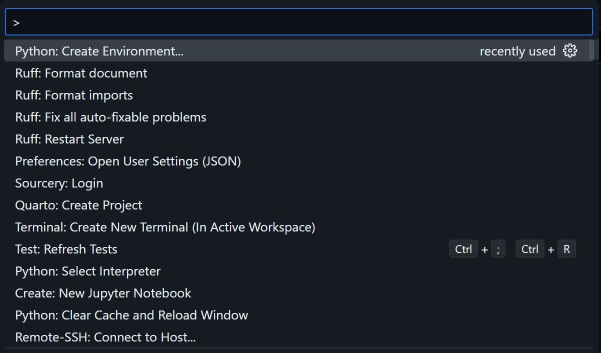 >
Python: Create Environment... recently used
Ruff: Format document
Ruff: Format imports
Ruff: Fix all auto-fixable problems
Ruff: Restart Server
Preferences: Open User Settings (JSON)
Sourcery: Login
Quarto: Create Project
Terminal: Create New Terminal (In Active Workspace)
Test: Refresh Tests Ctrl + ; Ctrl + R
Python: Select Interpreter
Create: New Jupyter Notebook
Python: Clear Cache and Reload Window
Remote-SSH: Connect to Host...